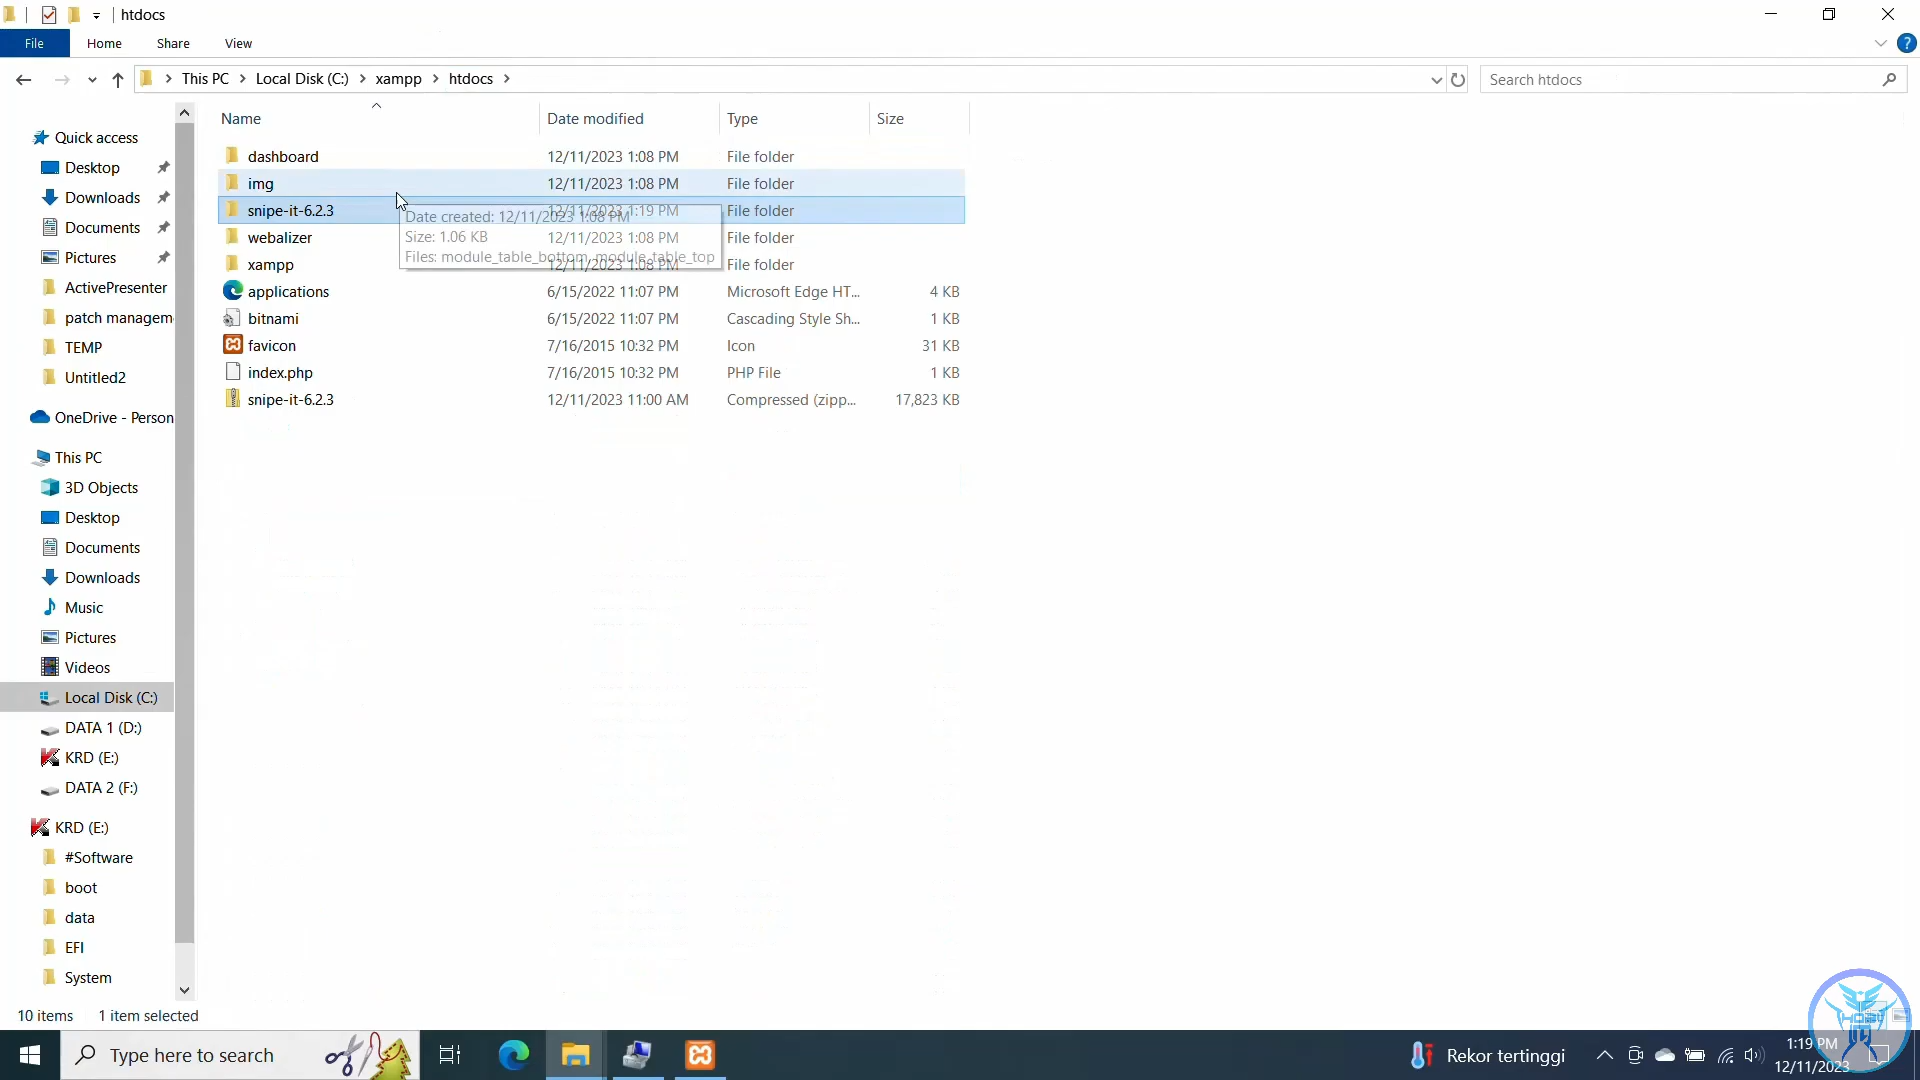 htdocs
File Home Share View
This PC Local Disk (C:) xampp htdocs
Search htdocs
Name Date modified Type Size
dashboard 12/11/2023 1:08 PM File folder
img 12/11/2023 1:08 PM File folder
snipe-it-6.2.3 12/11/2023 1:19 PM File folder
webalizer 12/11/2023 1:08 PM File folder
xampp 12/11/2023 1:08 PM File folder
applications 6/15/2022 11:07 PM Microsoft Edge HT... 4 KB
bitnami 6/15/2022 11:07 PM Cascading Style Sh... 1 KB
favicon 7/16/2015 10:32 PM Icon 31 KB
index.php 7/16/2015 10:32 PM PHP File 1 KB
snipe-it-6.2.3 12/11/2023 11:00 AM Compressed (zipp... 17,823 KB
Date created: 12/11/2023 1:08 PM
Size: 1.06 KB
Files: module_table_bottom, module_table_top
Quick access
Desktop
Downloads
Documents
Pictures
ActivePresenter
patch managem
TEMP
Untitled2
OneDrive - Person
This PC
3D Objects
Desktop
Documents
Downloads
Music
Pictures
Videos
Local Disk (C:)
DATA 1 (D:)
KRD (E:)
DATA 2 (F:)
KRD (E:)
#Software
boot
data
EFI
System
10 items 1 item selected
Type here to search
Rekor tertinggi
1:19 PM
12/11/2023